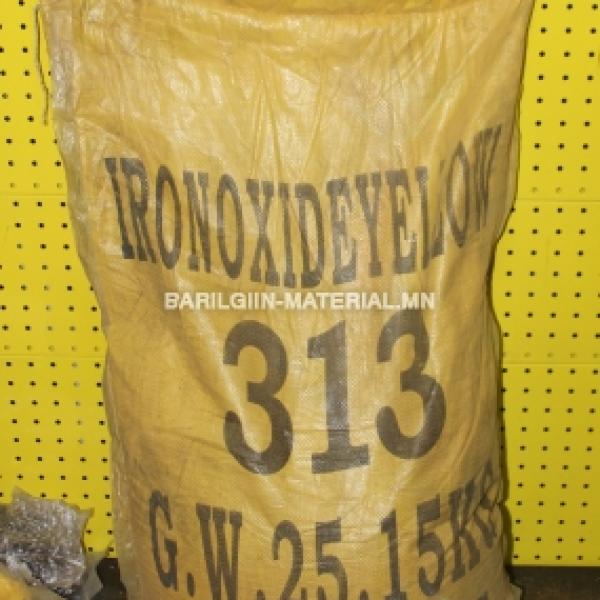 IRONOXIDEYELLOW
BARILGIIN-MATERIAL.MN
313
G.W.25.15KG